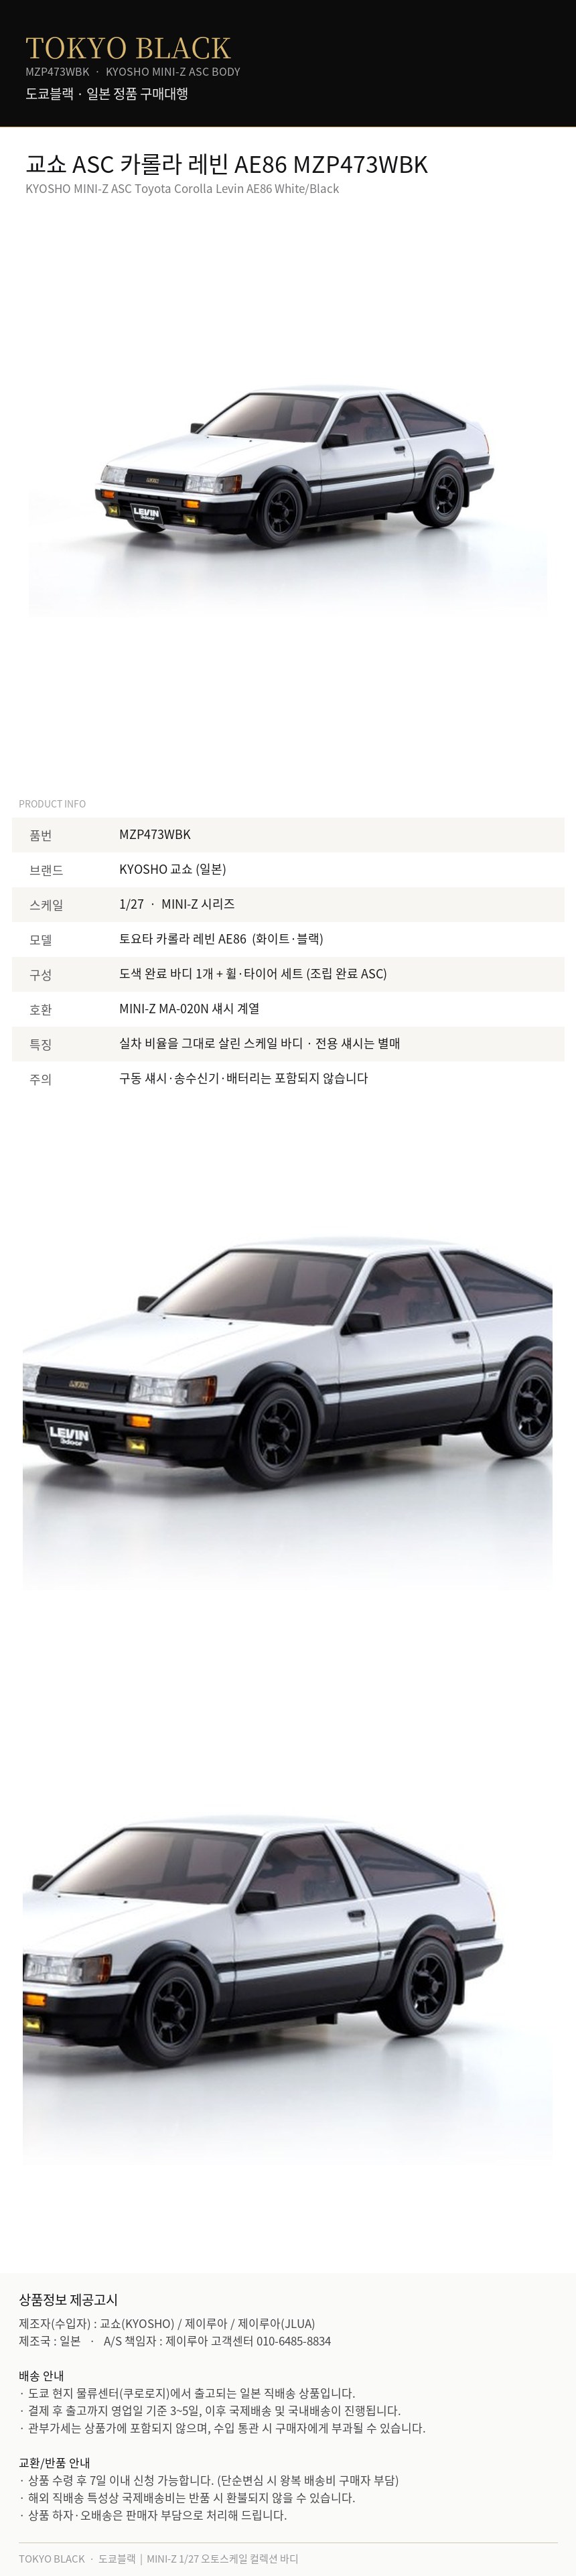 TOKYO BLACK
MZP473WBK · KYOSHO MINI-Z ASC BODY
도쿄블랙 · 일본 정품 구매대행
교쇼 ASC 카롤라 레빈 AE86 MZP473WBK
KYOSHO MINI-Z ASC Toyota Corolla Levin AE86 White/Black
LEVIN
3door
PRODUCT INFO
품번 MZP473WBK
브랜드 KYOSHO 교쇼 (일본)
스케일 1/27 · MINI-Z 시리즈
모델 토요타 카롤라 레빈 AE86 (화이트·블랙)
구성 도색 완료 바디 1개 + 휠·타이어 세트 (조립 완료 ASC)
호환 MINI-Z MA-020N 섀시 계열
특징 실차 비율을 그대로 살린 스케일 바디 · 전용 섀시는 별매
주의 구동 섀시·송수신기·배터리는 포함되지 않습니다
LEVIN
LEVIN
3door
상품정보 제공고시
제조자(수입자) : 교쇼(KYOSHO) / 제이루아 / 제이루아(JLUA)
제조국 : 일본 · A/S 책임자 : 제이루아 고객센터 010-6485-8834
배송 안내
· 도쿄 현지 물류센터(쿠로로지)에서 출고되는 일본 직배송 상품입니다.
· 결제 후 출고까지 영업일 기준 3~5일, 이후 국제배송 및 국내배송이 진행됩니다.
· 관부가세는 상품가에 포함되지 않으며, 수입 통관 시 구매자에게 부과될 수 있습니다.
교환/반품 안내
· 상품 수령 후 7일 이내 신청 가능합니다. (단순변심 시 왕복 배송비 구매자 부담)
· 해외 직배송 특성상 국제배송비는 반품 시 환불되지 않을 수 있습니다.
· 상품 하자·오배송은 판매자 부담으로 처리해 드립니다.
TOKYO BLACK · 도쿄블랙 | MINI-Z 1/27 오토스케일 컬렉션 바디